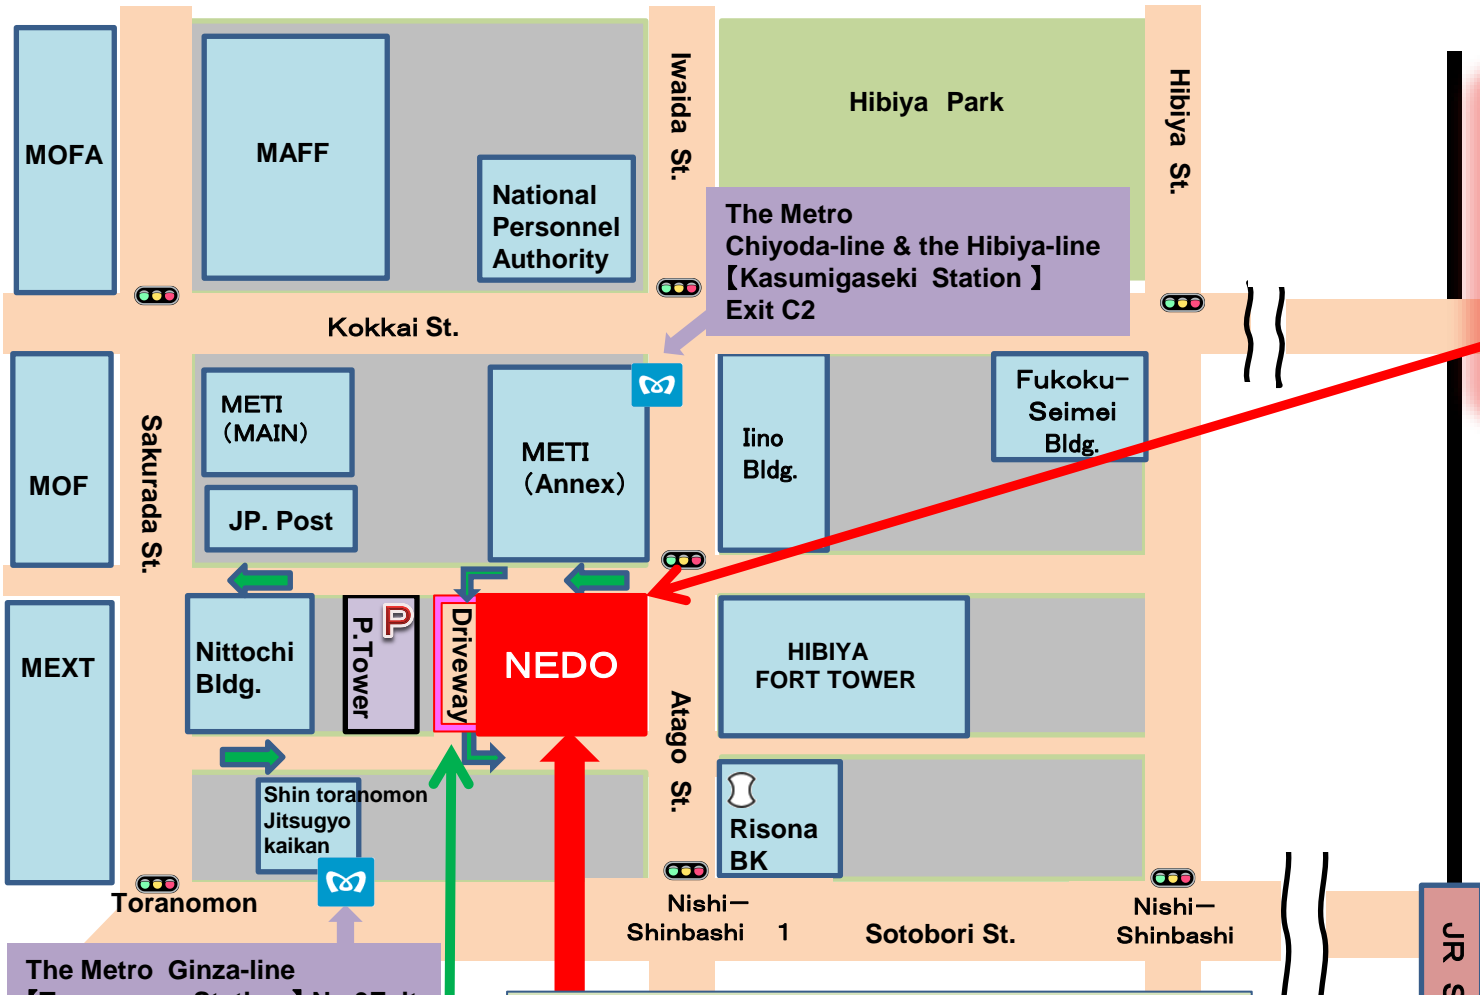 MOFA
MAFF
National
Personnel
Authority
Iwaida St.
Hibiya Park
Hibiya St.
The Metro
Chiyoda-line & the Hibiya-line
【Kasumigaseki Station 】
Exit C2
Kokkai St.
MOF
Sakurada St.
METI
（MAIN）
JP. Post
METI
（Annex）
Iino
Bldg.
Fukoku-
Seimei
Bldg.
MEXT
Nittochi
Bldg.
P
P.Tower
Driveway
NEDO
Atago St.
HIBIYA
FORT TOWER
Shin toranomon
Jitsugyo
kaikan
Risona
BK
Toranomon
Nishi－
Shinbashi 1
Sotobori St.
Nishi－
Shinbashi
JR
The Metro Ginza-line